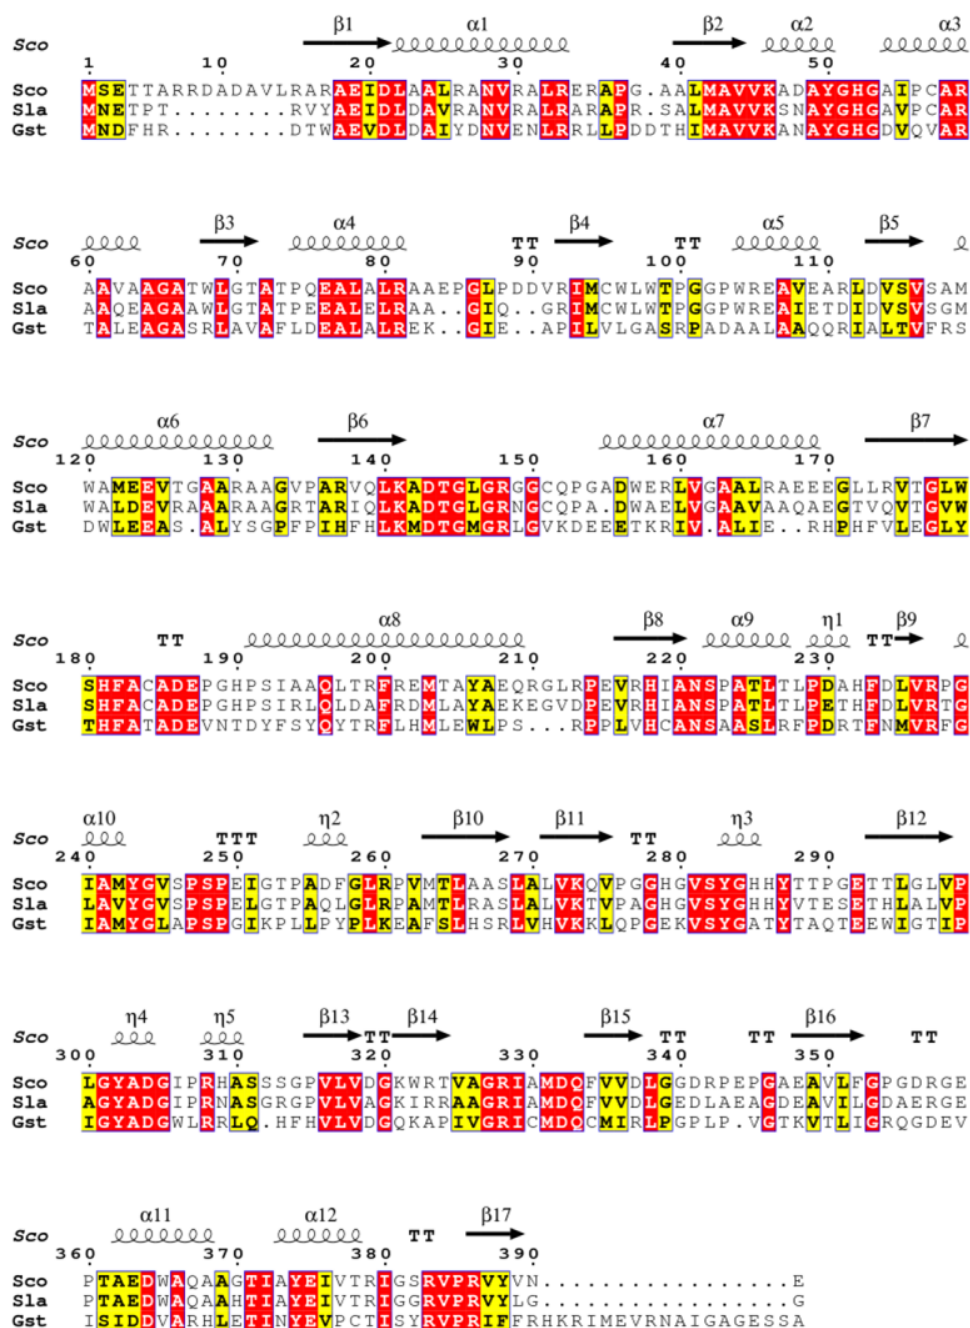 β1 α1 β2 α2 α3
Sco
1 10 20 30 40 50
Sco MSETTARRDADAVLRARAEIDLAALRANVRALRERAPG.AALMAVVKADAYGHGAIPCAR
Sla MNETPT.........RVYAEIDLDAVRANVRALRARAPR.SALMAVVKSNAYGHGAVPCAR
Gst MNDFHR.........DTWAEVDLDAIYDNVENLRRLLPDDTHIMAVVKANAYGHGDVQVAR
β3 α4 β4 α5 β5
Sco TT TT
60 70 80 90 100 110
Sco AAVAAGATWLGTATPQEALALRAAEPGLPDDVRIMCWLWTPGGPWREAVEARLDVSVSAM
Sla AAQEAGAAWLGTATPEEALELRAA..GIQ..GRIMCWLWTPGGPWREAIETDIDVSVSGM
Gst TALEAGASRLAVAFLDEALALREK..GIE..APILVLGASRPADAALAAQQRIALTVFRS
α6 β6 α7 β7
Sco
120 130 140 150 160 170
Sco WAMEEVTGAARAAGVPARVQLKADTGLGRGGCQPGADWERLVGAALRAEEEGLLRVTGLW
Sla WALDEVRAAARAAGRTARIQLKADTGLGRNGCQPA.DWAELVGAAVAAQAEGTVQVTGVW
Gst DWLEEAS.ALYSGPFPIHFHLKMDTGMGRLGVKDEEETKRIV.ALIE..RHPHFVLEGLY
α8 β8 α9 η1 β9
Sco TT TT
180 190 200 210 220 230
Sco SHFACADEPGHPSIAAQLTRFREMTAYAEQRGLRPEVRHIANSPATLTLPDAHFDLVRPG
Sla SHFACADEPGHPSIRLQLDAFRDMLAYAEKEGVDPEVRHIANSPATLTLPETHFDLVRTG
Gst THFATADEVNTDYFSYQYTRFLHMLEWLPS...RPPLVHCANSAASLRFPDRTFNMVRFG
α10 η2 β10 β11 η3 β12
Sco TTT TT
240 250 260 270 280 290
Sco IAMYGVSPSPEIGTPADFGLRPVMTLAASLALVKQVPGGHGVSYGHHYTTPGETTLGLVP
Sla LAVYGVSPSPELGTPAQLGLRPAMTLRASLALVKTVPAGHGVSYGHHYVTESETHLALVP
Gst IAMYGLAPSPGIKPLLPYPLKEAFSLHSRLVHVKKLQPGEKVSYGATYTAQTEEWIGTIP
η4 η5 β13 β14 β15 β16
Sco TT TT TT TT
300 310 320 330 340 350
Sco LGYADGIPRHASSSGPVLVDGKWRTVAGRIAMDQFVVDLGGDRPEPGAEAVLFGPGDRGE
Sla AGYADGIPRNASGRGPVLVAGKIRRAAGRIAMDQFVVDLGEDLAEAGDEAVILGDAERGE
Gst IGYADGWLRRLQ.HFHVLVDGQKAPIVGRICMDQCMIRLPGPLP.VGTKVTLIGRQGDEV
α11 α12 β17
Sco TT
360 370 380 390
Sco PTAEDWAQAAGTIAYEIVTRIGSRVPRVYVN.................E
Sla PTAEDWAQAAHTIAYEIVTRIGGRVPRVYLG.................G
Gst ISIDDVARHLETINYEVPCTISYRVPRIFFRHKRIMEVRNAIGAGESSA